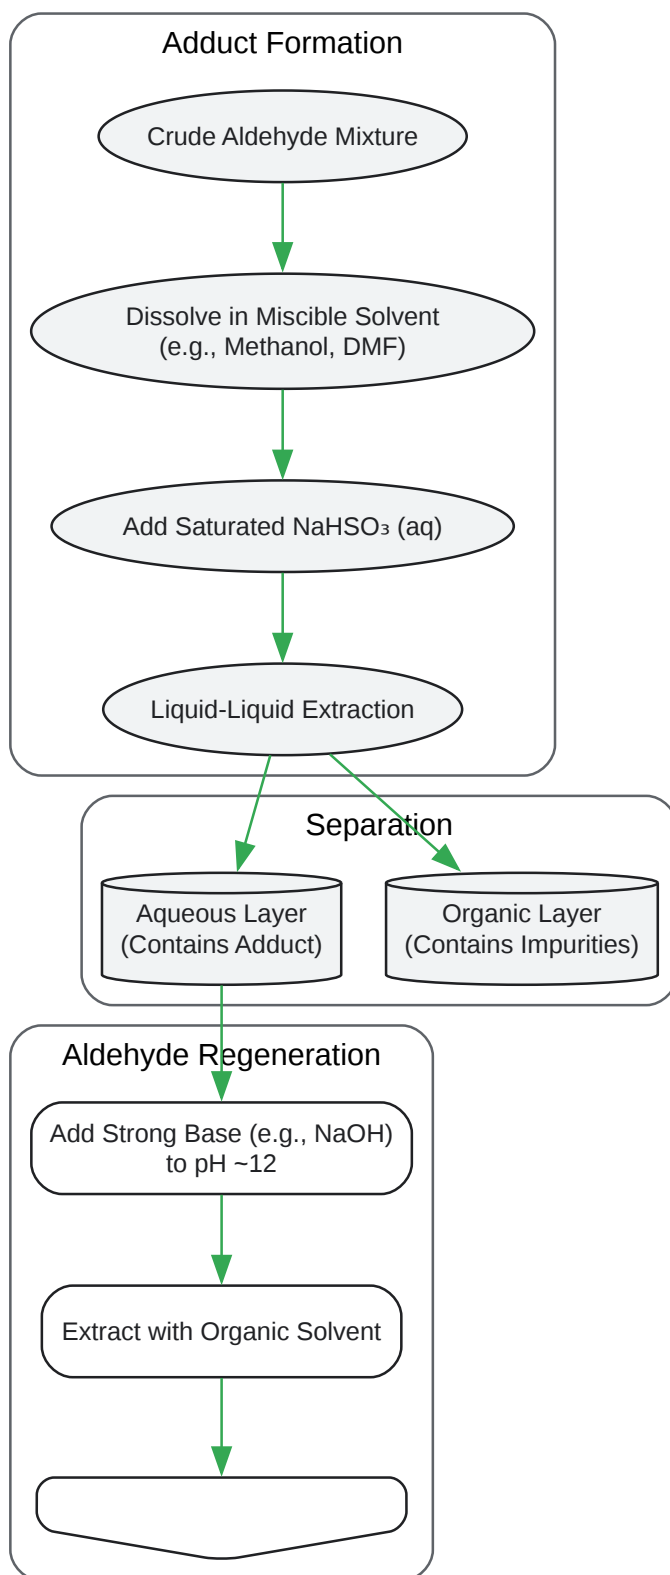 Adduct Formation
Crude Aldehyde Mixture
Dissolve in Miscible Solvent
(e.g., Methanol, DMF)
Add Saturated NaHSO₃ (aq)
Liquid-Liquid Extraction
Separation
Aqueous Layer
(Contains Adduct)
Organic Layer
(Contains Impurities)
Aldehyde Regeneration
Add Strong Base (e.g., NaOH)
to pH ~12
Extract with Organic Solvent